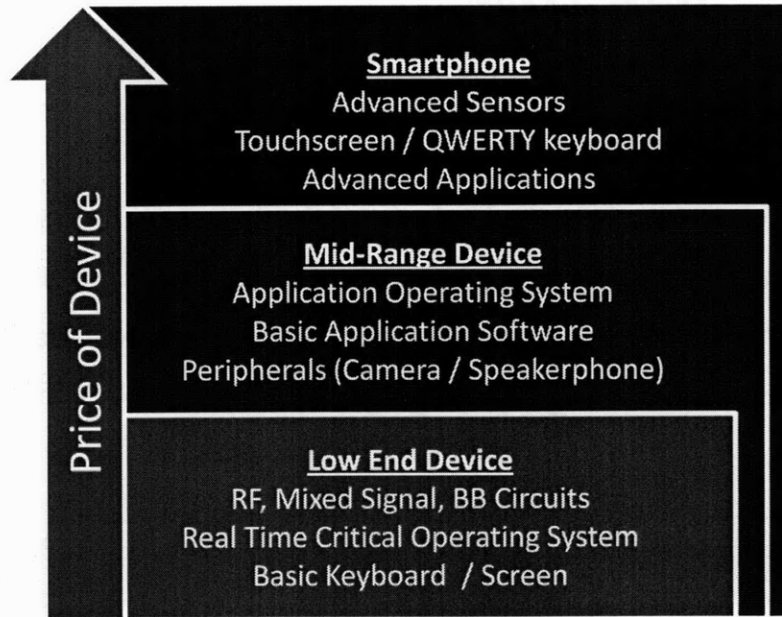 Price of Device
Smartphone
Advanced Sensors
Touchscreen / QWERTY keyboard
Advanced Applications
Mid-Range Device
Application Operating System
Basic Application Software
Peripherals (Camera / Speakerphone)
Low End Device
RF, Mixed Signal, BB Circuits
Real Time Critical Operating System
Basic Keyboard / Screen